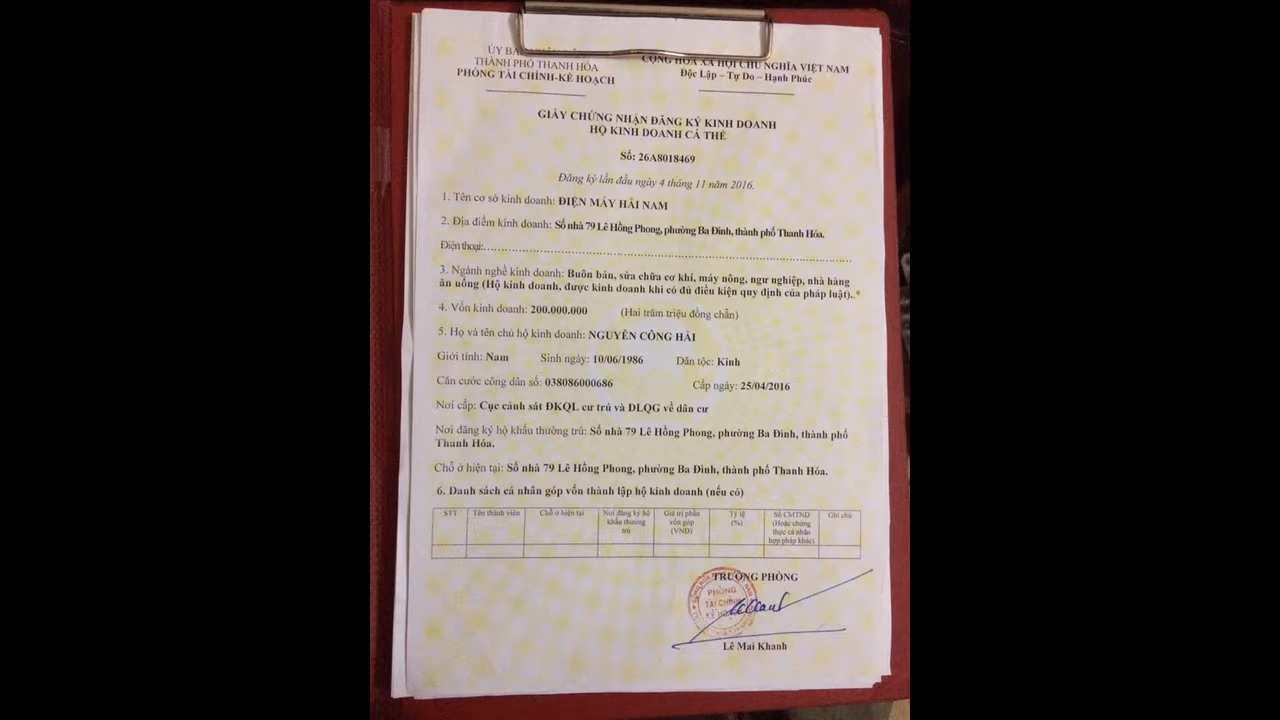 ỦY BA
THÀNH PHỐ THANH HÓA
PHÒNG TÀI CHÍNH-KẾ HOẠCH
CỘNG HÒA XÃ HỘI CHỦ NGHĨA VIỆT NAM
Độc Lập – Tự Do – Hạnh Phúc
GIẤY CHỨNG NHẬN ĐĂNG KÝ KINH DOANH
HỘ KINH DOANH CÁ THỂ
Số: 26A8018469
Đăng ký lần đầu ngày 4 tháng 11 năm 2016.
1. Tên cơ sở kinh doanh: ĐIỆN MÁY HẢI NAM
2. Địa điểm kinh doanh: Số nhà 79 Lê Hồng Phong, phường Ba Đình, thành phố Thanh Hóa.
Điện thoại:
3. Ngành nghề kinh doanh: Buôn bán, sửa chữa cơ khí, máy nông, ngư nghiệp, nhà hàng
ăn uống (Hộ kinh doanh, được kinh doanh khi có đủ điều kiện quy định của pháp luật)..*
4. Vốn kinh doanh: 200.000.000 (Hai trăm triệu đồng chẵn)
5. Họ và tên chủ hộ kinh doanh: NGUYỄN CÔNG HẢI
Giới tính: Nam Sinh ngày: 10/06/1986 Dân tộc: Kinh
Căn cước công dân số: 038086000686 Cấp ngày: 25/04/2016
Nơi cấp: Cục cảnh sát ĐKQL cư trú và DLQG về dân cư
Nơi đăng ký hộ khẩu thường trú: Số nhà 79 Lê Hồng Phong, phường Ba Đình, thành phố
Thanh Hóa.
Chỗ ở hiện tại: Số nhà 79 Lê Hồng Phong, phường Ba Đình, thành phố Thanh Hóa.
6. Danh sách cá nhân góp vốn thành lập hộ kinh doanh (nếu có)
STT
Tên thành viên
Chỗ ở hiện tại
Nơi đăng ký hộ
khẩu thường
trú
Giá trị phần
vốn góp
(VND)
Tỷ lệ
(%)
Số CMTND
(Hoặc chứng
thực cá nhân
hợp pháp khác)
Ghi chú
TRƯỞNG PHÒNG
PHÒNG
TÀI CHÍNH
KẾ HO
Lê Mai Khanh